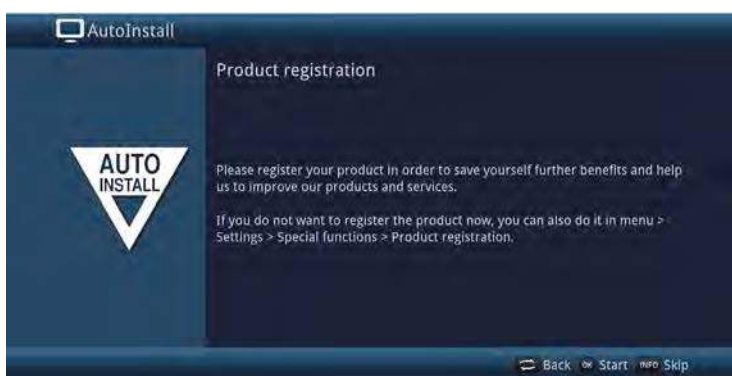 AutoInstall
Product registration
AUTO
INSTALL
Please register your product in order to save yourself further benefits and help
us to improve our products and services.
If you do not want to register the product now, you can also do it in menu >
Settings > Special functions > Product registration.
Back OK Start INFO Skip